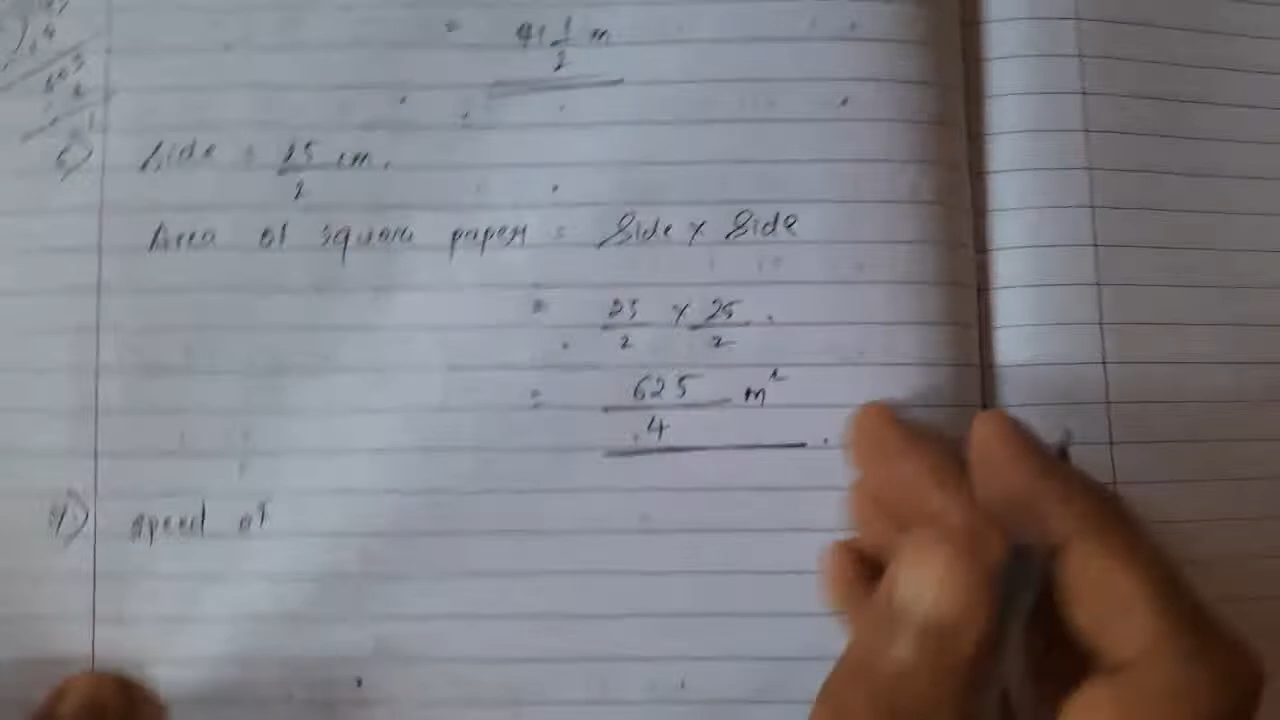 = 41 1/2 m
Side = 25/2 cm.
Area of square paper = Side × Side
= 25/2 × 25/2
= 625/4 m²
speed of